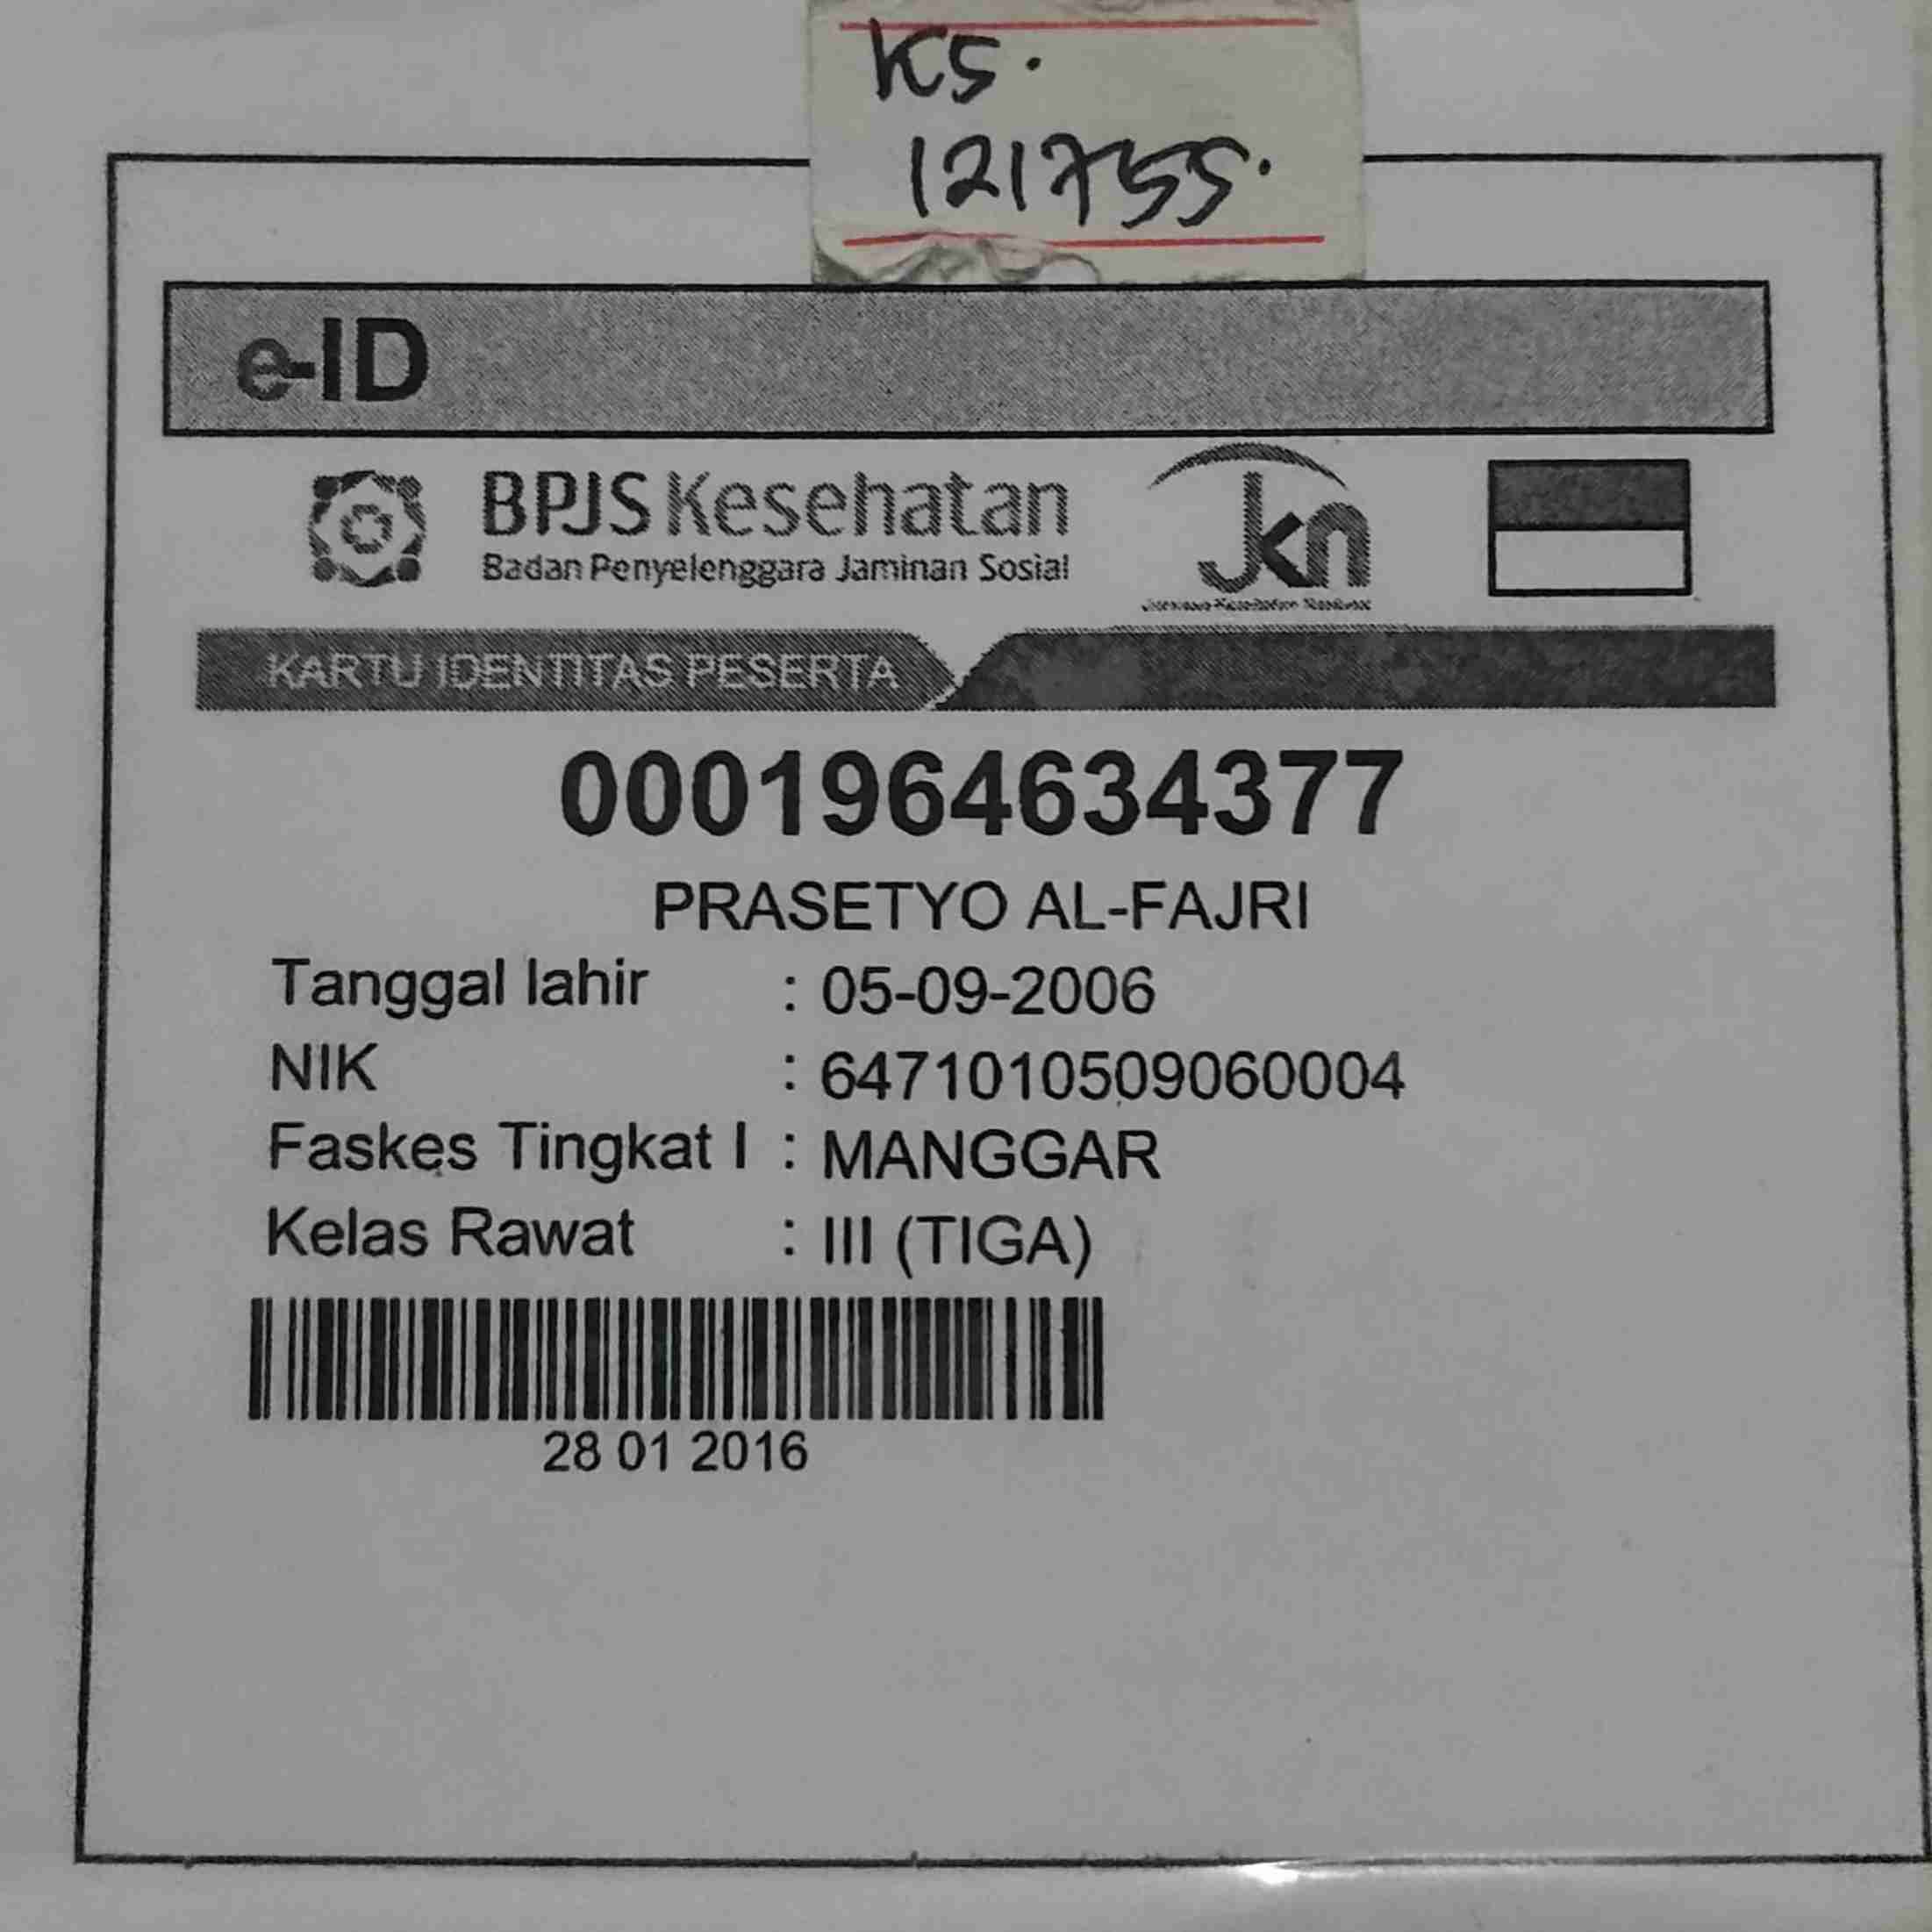 K5.
121755.
e-ID
BPJS Kesehatan
Badan Penyelenggara Jaminan Sosial
jkn
KARTU IDENTITAS PESERTA
0001964634377
PRASETYO AL-FAJRI
Tanggal lahir : 05-09-2006
NIK : 6471010509060004
Faskes Tingkat I : MANGGAR
Kelas Rawat : III (TIGA)
28 01 2016